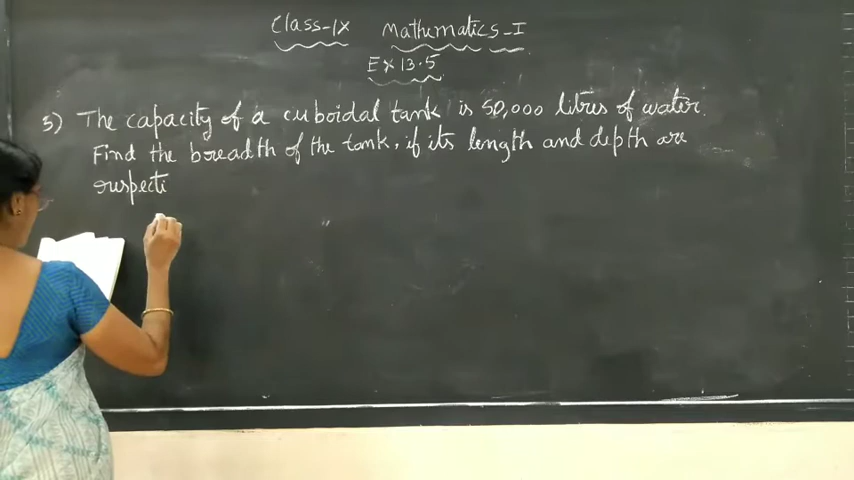 Class-IX Mathematics-I
Ex 13.5
5) The capacity of a cuboidal tank is 50,000 litres of water.
Find the breadth of the tank, if its length and depth are
respecti